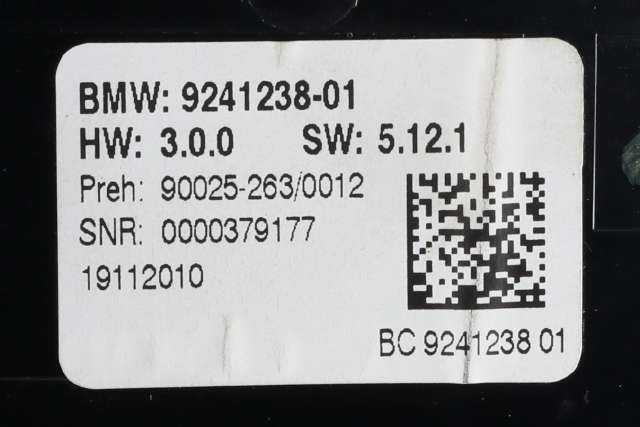 BMW: 9241238-01
HW: 3.0.0 SW: 5.12.1
Preh: 90025-263/0012
SNR: 0000379177
19112010
BC 9241238 01